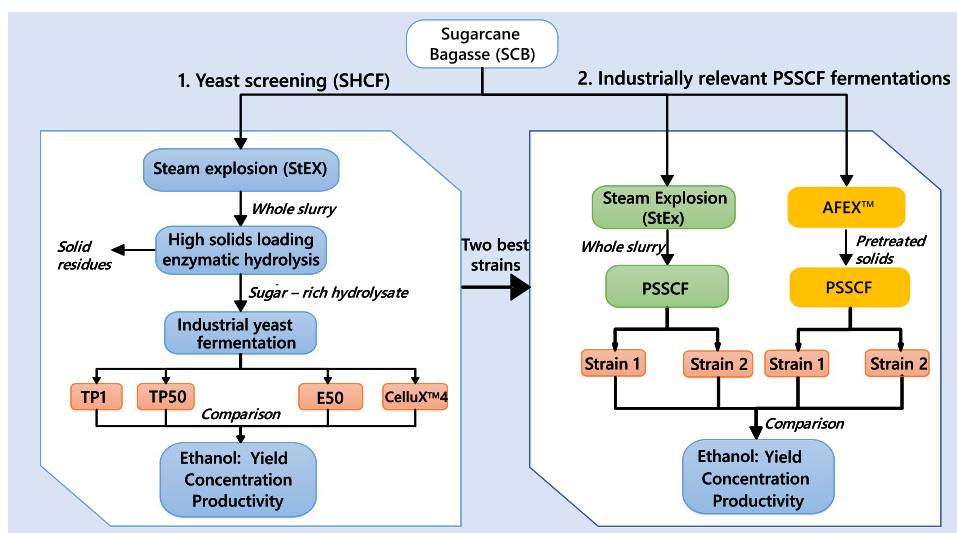 Sugarcane
Bagasse (SCB)
1. Yeast screening (SHCF)
2. Industrially relevant PSSCF fermentations
Steam explosion (StEX)
Whole slurry
High solids loading
enzymatic hydrolysis
Solid
residues
Sugar – rich hydrolysate
Industrial yeast
fermentation
TP1
TP50
E50
CelluX™4
Comparison
Ethanol: Yield
Concentration
Productivity
Two best
strains
Steam Explosion
(StEx)
Whole slurry
PSSCF
AFEX™
Pretreated
solids
PSSCF
Strain 1
Strain 2
Strain 1
Strain 2
Comparison
Ethanol: Yield
Concentration
Productivity